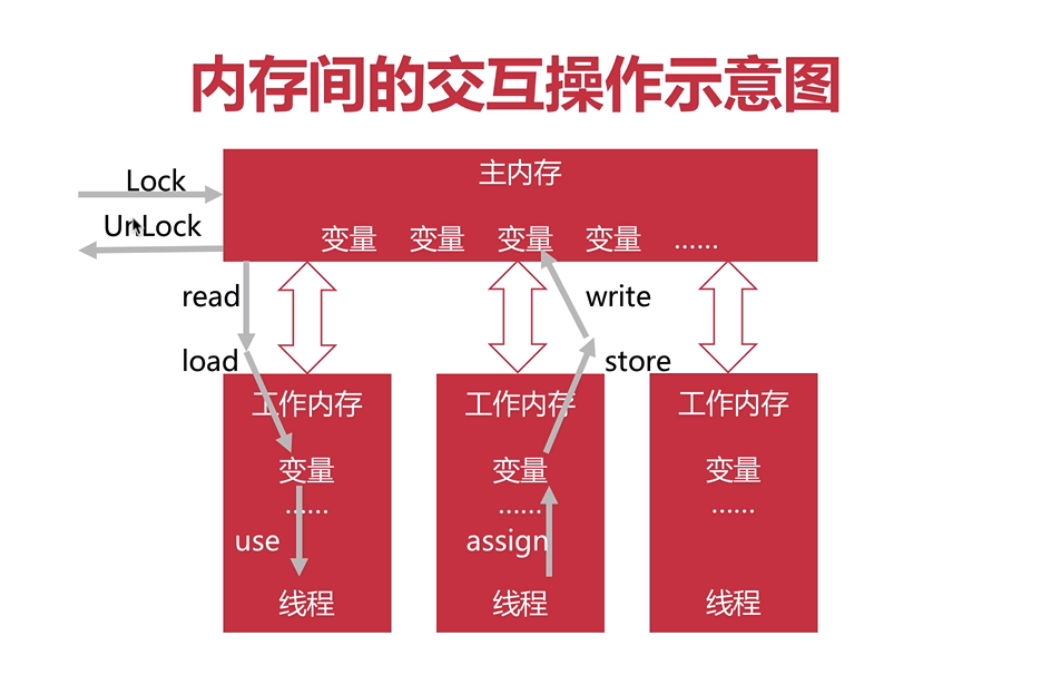 内存间的交互操作示意图
Lock
主内存
UnLock
变量 变量 变量 变量 ......
read
write
load
store
工作内存 工作内存 工作内存
变量 变量 变量
...... ...... ......
use
assign
线程 线程 线程